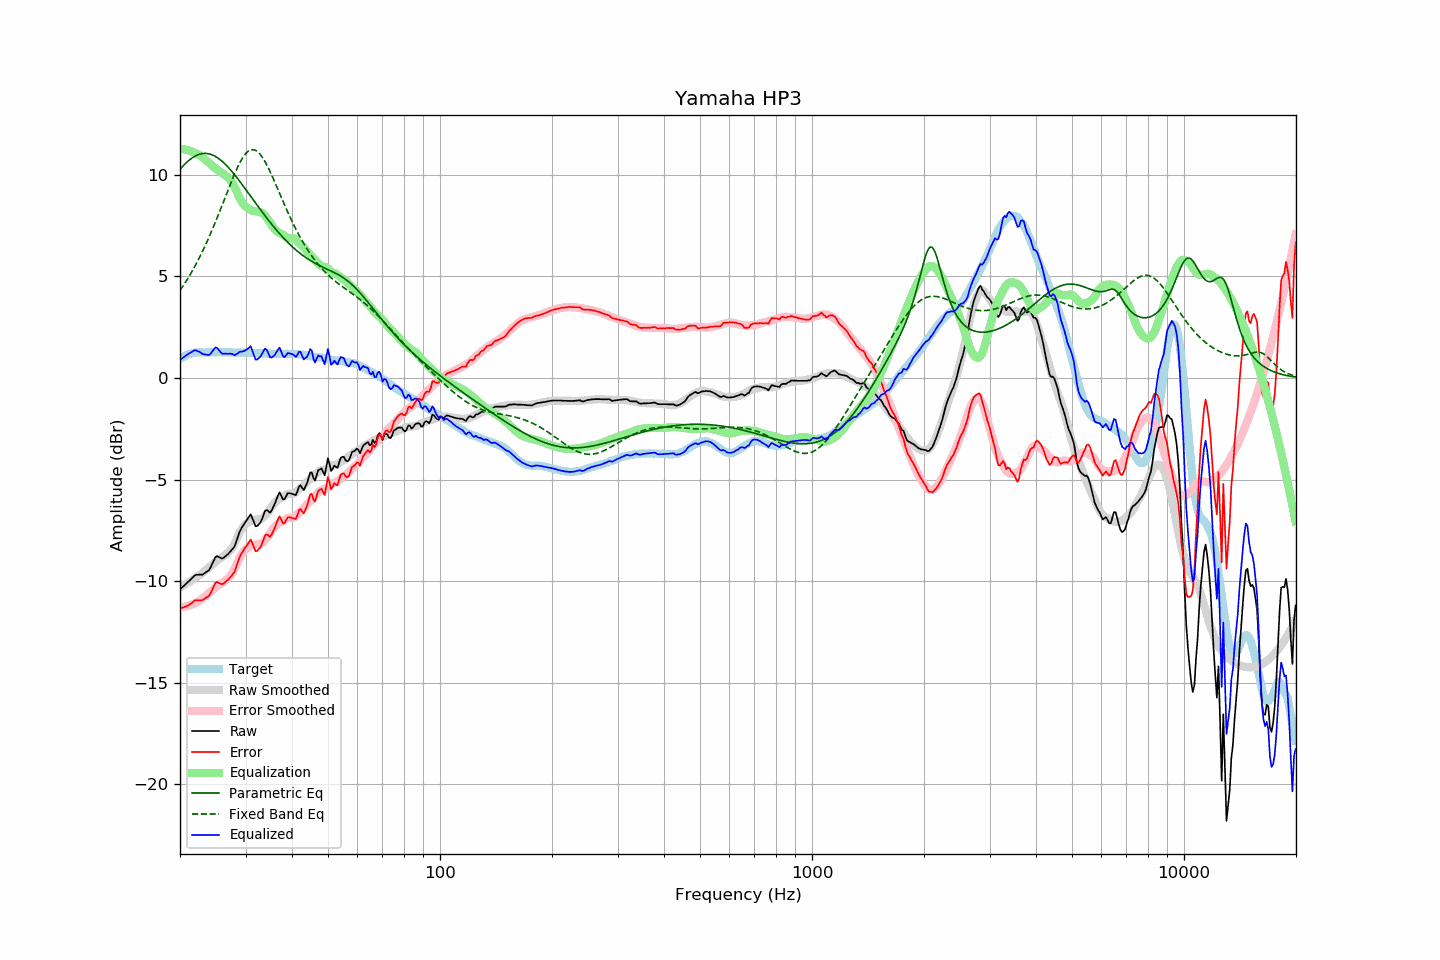 Yamaha HP3
Amplitude (dBr)
10
5
0
−5
−10
−15
−20
Target
Raw Smoothed
Error Smoothed
Raw
Error
Equalization
Parametric Eq
Fixed Band Eq
Equalized
100
1000
10000
Frequency (Hz)